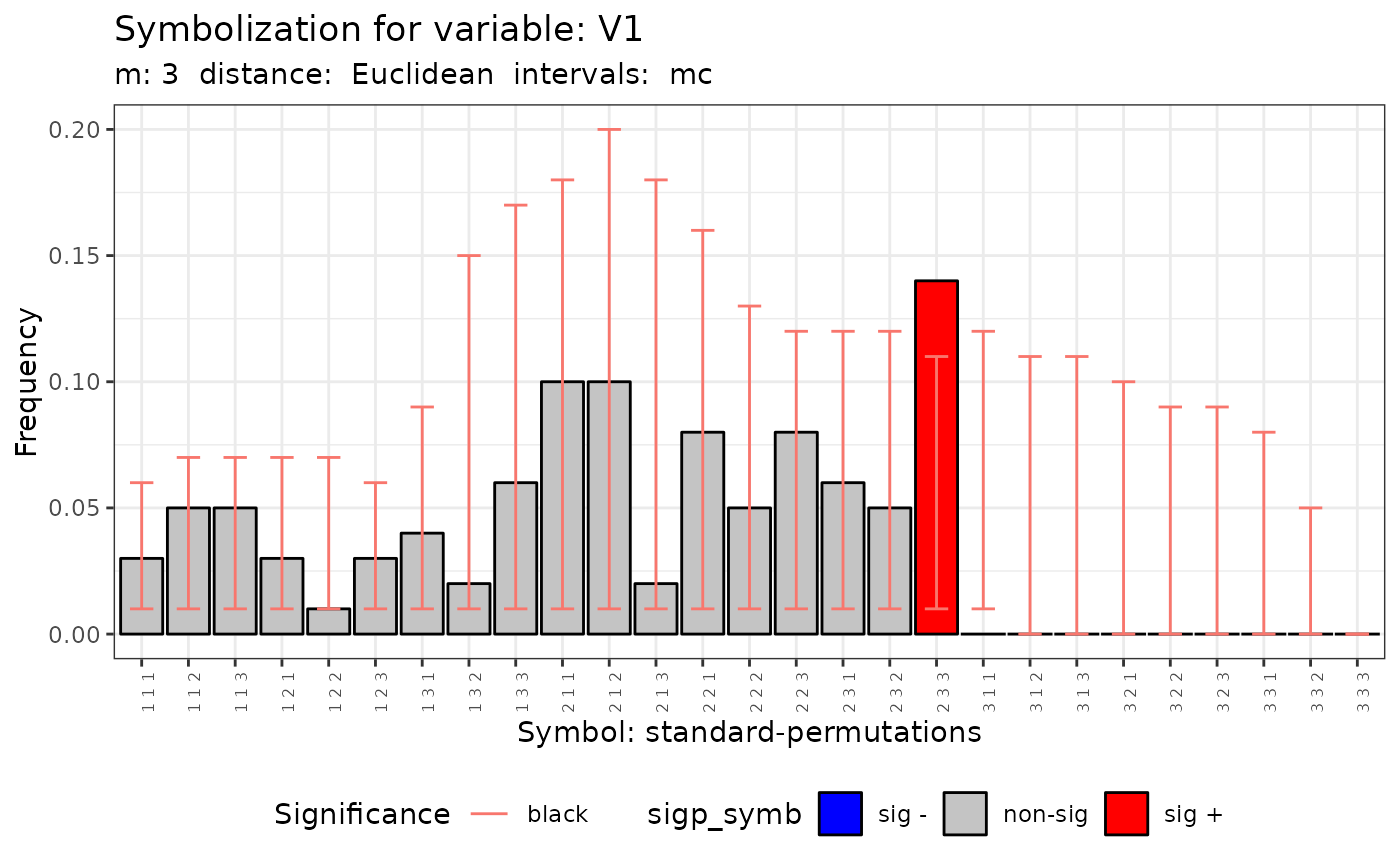 Symbolization for variable: V1
m: 3  distance:  Euclidean  intervals:  mc
Frequency
0.20
0.15
0.10
0.05
0.00
1 1 1
1 1 2
1 1 3
1 2 1
1 2 2
1 2 3
1 3 1
1 3 2
1 3 3
2 1 1
2 1 2
2 1 3
2 2 1
2 2 2
2 2 3
2 3 1
2 3 2
2 3 3
3 1 1
3 1 2
3 1 3
3 2 1
3 2 2
3 2 3
3 3 1
3 3 2
3 3 3
Symbol: standard-permutations
Significance black sigp_symb sig - non-sig sig +